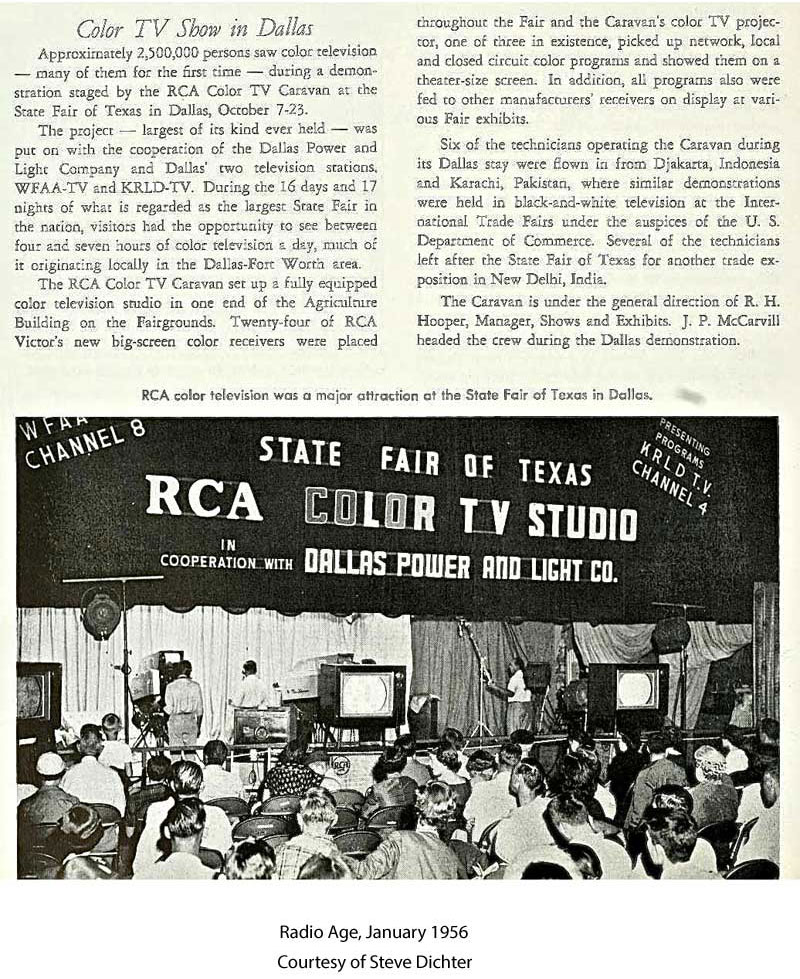 Color TV Show in Dallas
Approximately 2,500,000 persons saw color television
— many of them for the first time — during a demon-
stration staged by the RCA Color TV Caravan at the
State Fair of Texas in Dallas, October 7-23.
The project — largest of its kind ever held — was
put on with the cooperation of the Dallas Power and
Light Company and Dallas' two television stations,
WFAA-TV and KRLD-TV. During the 16 days and 17
nights of what is regarded as the largest State Fair in
the nation, visitors had the opportunity to see between
four and seven hours of color television a day, much of
it originating locally in the Dallas-Fort Worth area.
The RCA Color TV Caravan set up a fully equipped
color television studio in one end of the Agriculture
Building on the Fairgrounds. Twenty-four of RCA
Victor's new big-screen color receivers were placed
throughout the Fair and the Caravan's color TV projec-
tor, one of three in existence, picked up network, local
and closed circuit color programs and showed them on a
theater-size screen. In addition, all programs also were
fed to other manufacturers' receivers on display at vari-
ous Fair exhibits.
Six of the technicians operating the Caravan during
its Dallas stay were flown in from Djakarta, Indonesia
and Karachi, Pakistan, where similar demonstrations
were held in black-and-white television at the Inter-
national Trade Fairs under the auspices of the U. S.
Department of Commerce. Several of the technicians
left after the State Fair of Texas for another trade ex-
position in New Delhi, India.
The Caravan is under the general direction of R. H.
Hooper, Manager, Shows and Exhibits. J. P. McCarvill
headed the crew during the Dallas demonstration.
RCA color television was a major attraction at the State Fair of Texas in Dallas.
WFAA
CHANNEL 8
STATE FAIR OF TEXAS
RCA COLOR TV STUDIO
IN
COOPERATION WITH DALLAS POWER AND LIGHT CO.
PRESENTING
PROGRAMS
KRLD T.V.
CHANNEL 4
RCA
Radio Age, January 1956
Courtesy of Steve Dichter